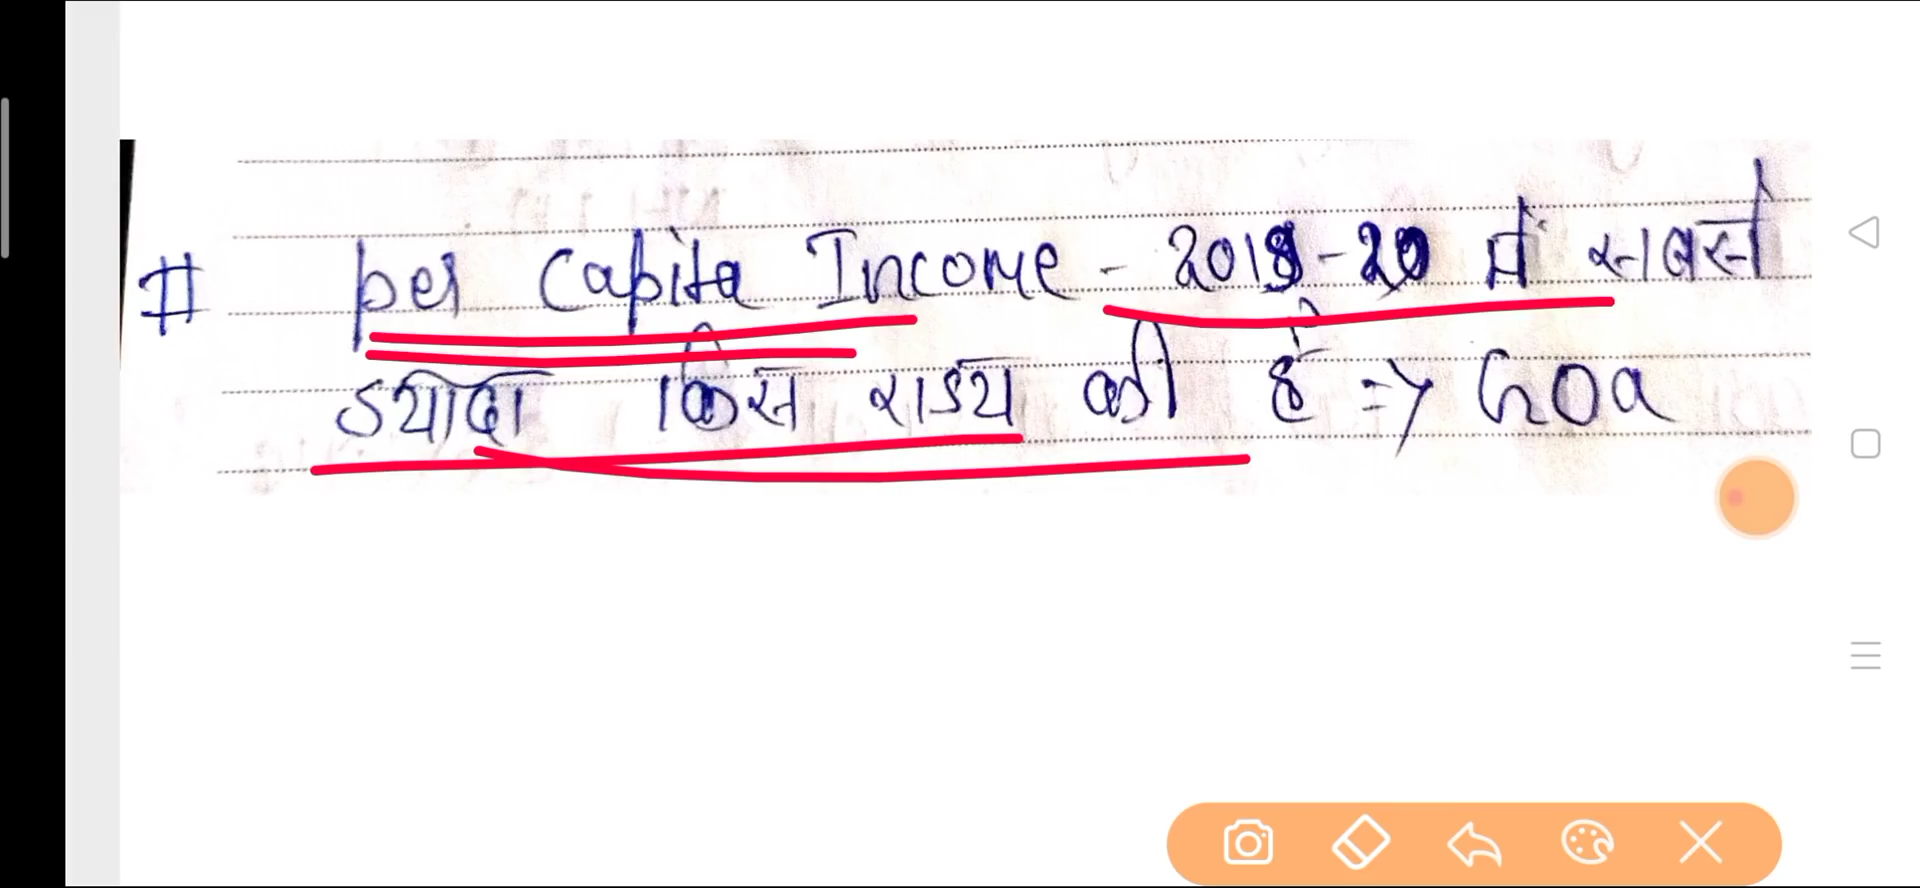 # Per Capita Income - 2019-20 में सबसे
ज्यादा किस राज्य की है => Goa